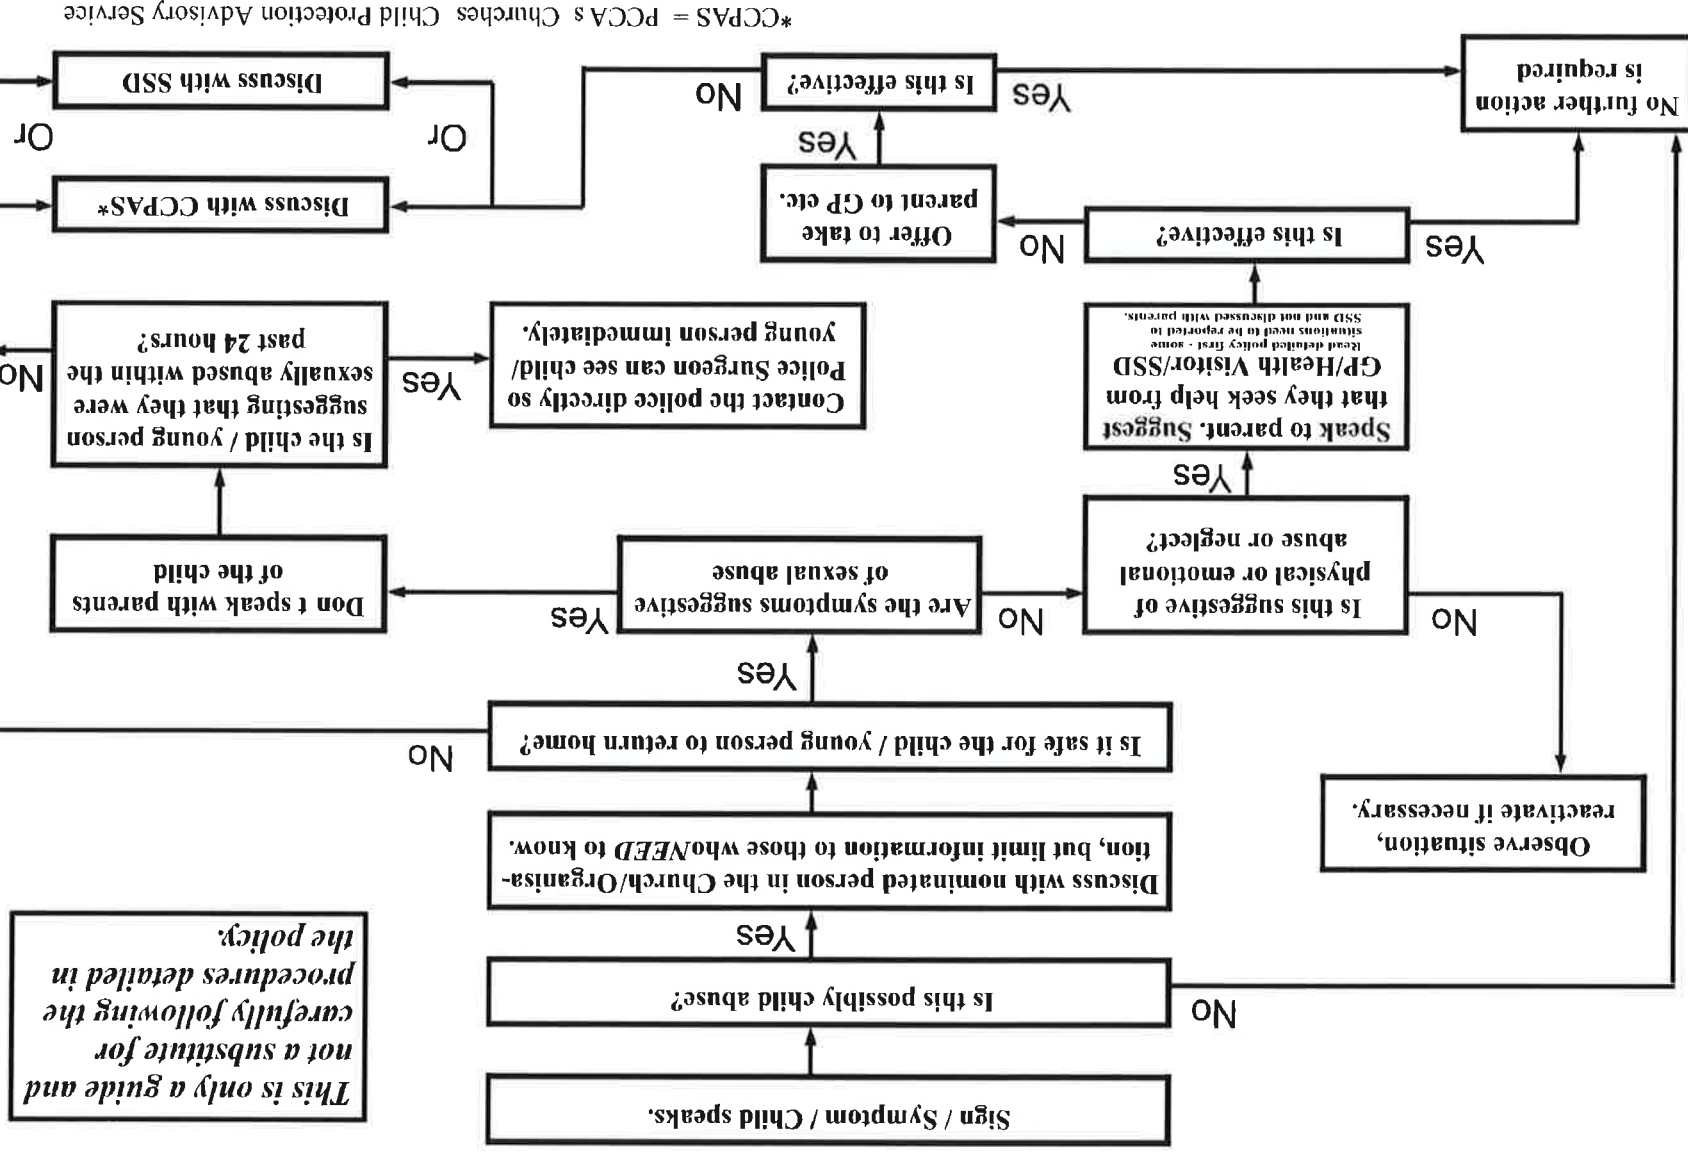 This is only a guide and
not a substitute for
carefully following the
procedures detailed in
the policy.
Sign / Symptom / Child speaks.
Is this possibly child abuse?
No
Yes
Discuss with nominated person in the Church/Organisa-
tion, but limit information to those who NEED to know.
Observe situation,
reactivate if necessary.
Is it safe for the child / young person to return home?
No
Yes
No
Is this suggestive of
physical or emotional
abuse or neglect?
No
Are the symptoms suggestive
of sexual abuse
Yes
Don t speak with parents
of the child
Yes
Speak to parent. Suggest
that they seek help from
GP/Health Visitor/SSD
Read detailed policy first - some
situations need to be reported to
SSD and not discussed with parents.
Contact the police directly so
Police Surgeon can see child/
young person immediately.
Yes
Is the child / young person
suggesting that they were
sexually abused within the
past 24 hours?
No
Yes
Is this effective?
No
Offer to take
parent to GP etc.
Discuss with CCPAS*
Yes
Or
Or
No further action
is required
Yes
Is this effective?
No
Discuss with SSD
*CCPAS = PCCA s Churches Child Protection Advisory Service